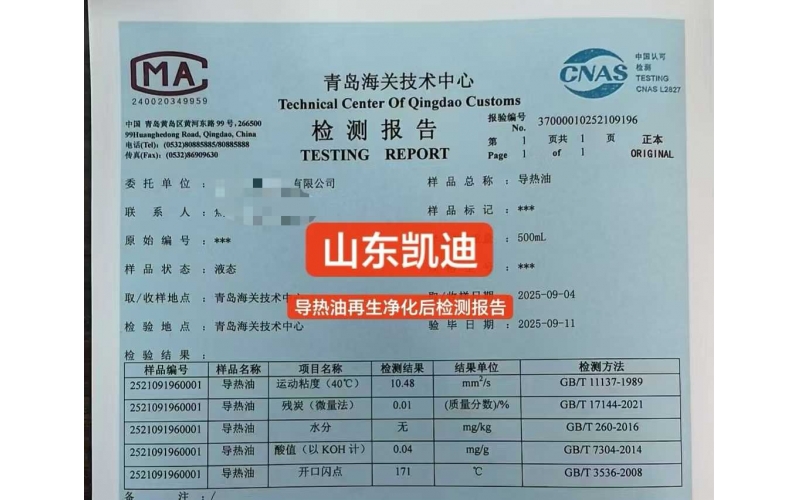 CMA
240020349959
青岛海关技术中心
Technical Center Of Qingdao Customs
检测报告
TESTING REPORT
CNAS
中国认可
检测
TESTING
CNAS L2827
中国 青岛黄岛区黄河东路 99 号,266500
99Huanghedong Road, Qingdao, China
电话(Tel): (0532)80885885/80885888
传真(Fax): (0532)86909630
报验编号 No. 37000010252109196
第 1 页共 1 页 正本
Page 1 of 1 ORIGINAL
委托单位: 有限公司 样品总称: 导热油
联系人: 样品标记: ***
原始编号: *** 500mL
山东凯迪
样品状态: 液态 : ***
取/收样地点: 青岛海关技术中心 取/收样日期: 2025-09-04
导热油再生净化后检测报告
检验地点: 青岛海关技术中心 验毕日期: 2025-09-11
检验结果:
样品编号 样品名称 项目名称 检测结果 结果单位 检测方法
2521091960001 导热油 运动粘度(40℃) 10.48 mm²/s GB/T 11137-1989
2521091960001 导热油 残炭(微量法) 0.01 (质量分数)/% GB/T 17144-2021
2521091960001 导热油 水分 无 mg/kg GB/T 260-2016
2521091960001 导热油 酸值(以 KOH 计) 0.04 mg/g GB/T 7304-2014
2521091960001 导热油 开口闪点 171 ℃ GB/T 3536-2008
备注: /